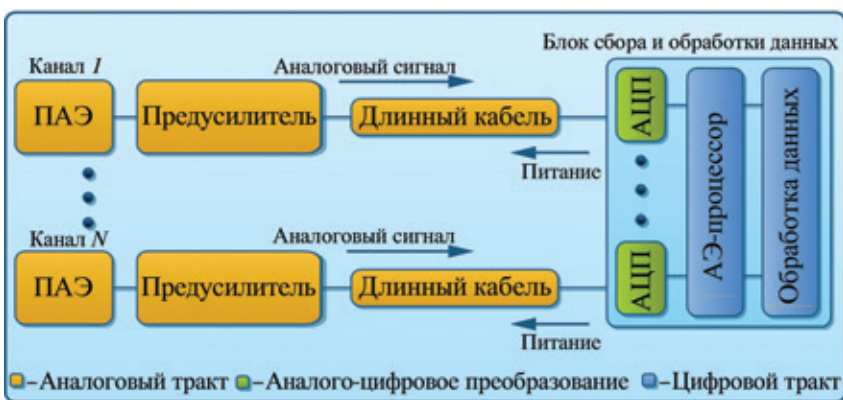 Блок сбора и обработки данных
Канал 1
Аналоговый сигнал
ПАЭ
Предусилитель
Длинный кабель
АЦП
Питание
АЭ-процессор
Обработка данных
Канал N
Аналоговый сигнал
ПАЭ
Предусилитель
Длинный кабель
АЦП
Питание
–Аналоговый тракт
–Аналого-цифровое преобразование
–Цифровой тракт